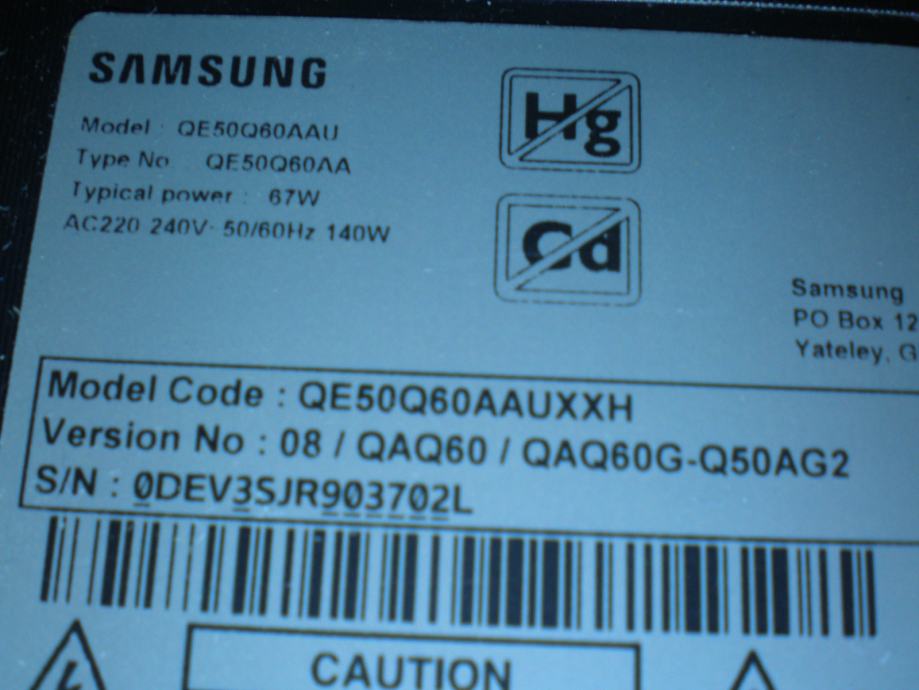 SAMSUNG
Model : QE50Q60AAU
Type No : QE50Q60AA
Typical power : 67W
AC220 240V~ 50/60Hz 140W
Hg
Cd
Samsung
PO Box 12
Yateley, G
Model Code : QE50Q60AAUXXH
Version No : 08 / QAQ60 / QAQ60G-Q50AG2
S/N : 0DEV3SJR903702L
CAUTION